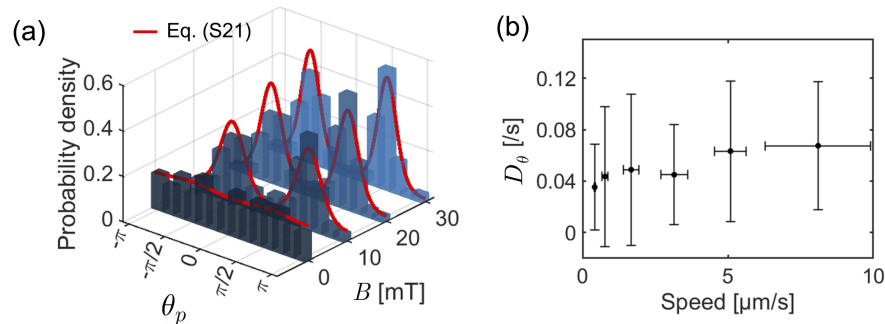 (a)
Eq. (S21)
Probability density
0.6
0.4
0.2
0
-π
-π/2
0
π/2
π
θp
0
10
20
30
B [mT]
(b)
Dθ [/s]
0.12
0.08
0.04
0
0
5
10
Speed [µm/s]